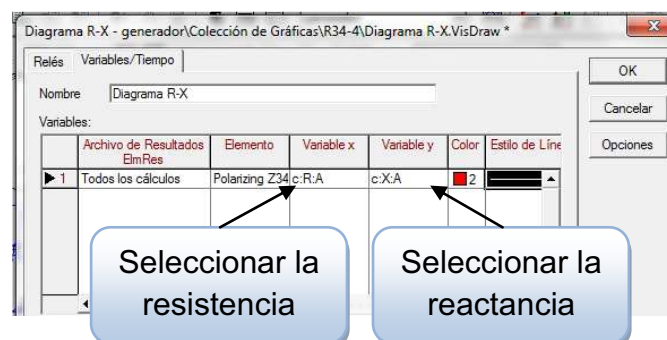 Diagrama R-X - generador\Colección de Gráficas\R34-4\Diagrama R-X.VisDraw *
Relés Variables/Tiempo
OK
Nombre Diagrama R-X
Cancelar
Variables:
Opciones
Archivo de Resultados ElmRes Elemento Variable x Variable y Color Estilo de Líne
1 Todos los cálculos Polarizing Z34 c:R:A c:X:A 2
Seleccionar la
resistencia
Seleccionar la
reactancia